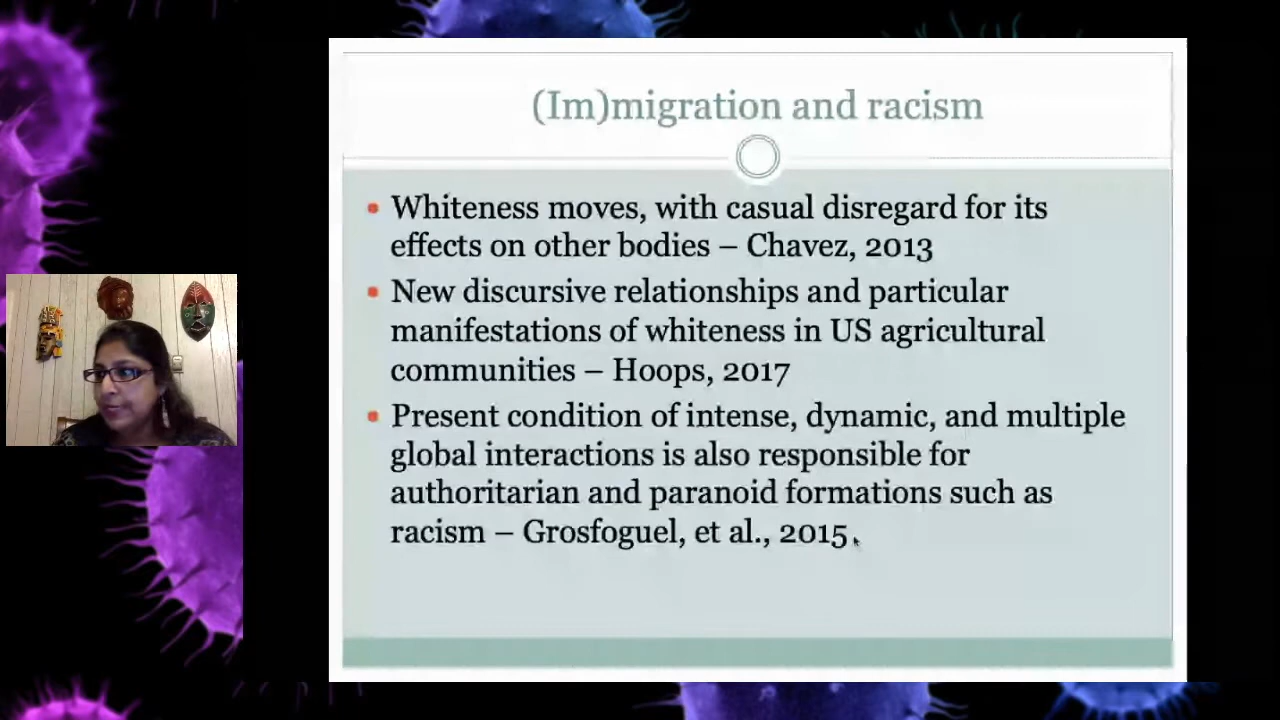 (Im)migration and racism
Whiteness moves, with casual disregard for its
effects on other bodies – Chavez, 2013
New discursive relationships and particular
manifestations of whiteness in US agricultural
communities – Hoops, 2017
Present condition of intense, dynamic, and multiple
global interactions is also responsible for
authoritarian and paranoid formations such as
racism – Grosfoguel, et al., 2015.